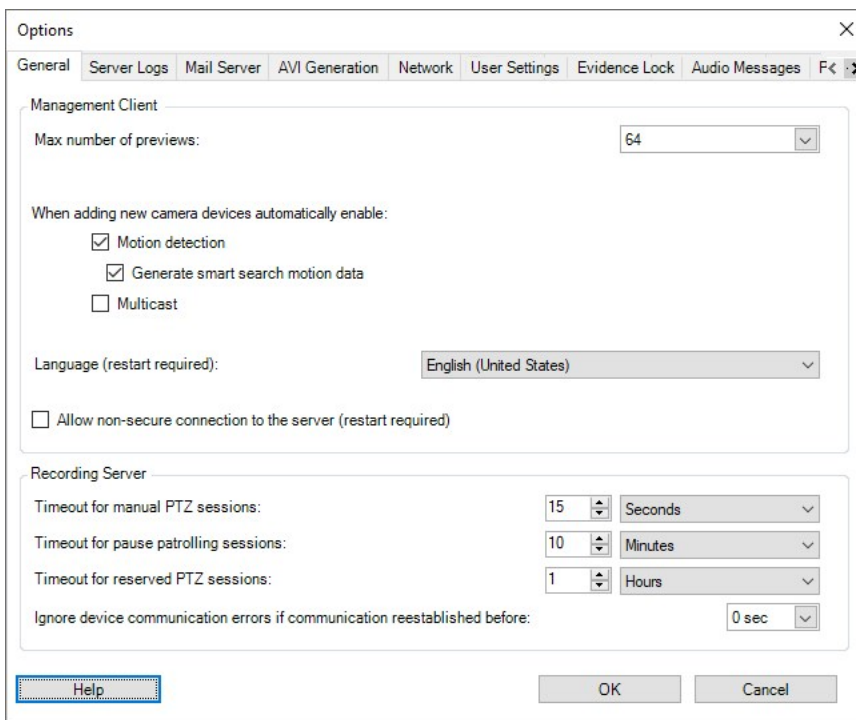 Options
General Server Logs Mail Server AVI Generation Network User Settings Evidence Lock Audio Messages
Management Client
Max number of previews: 64
When adding new camera devices automatically enable:
Motion detection
Generate smart search motion data
Multicast
Language (restart required): English (United States)
Allow non-secure connection to the server (restart required)
Recording Server
Timeout for manual PTZ sessions: 15 Seconds
Timeout for pause patrolling sessions: 10 Minutes
Timeout for reserved PTZ sessions: 1 Hours
Ignore device communication errors if communication reestablished before: 0 sec
Help OK Cancel